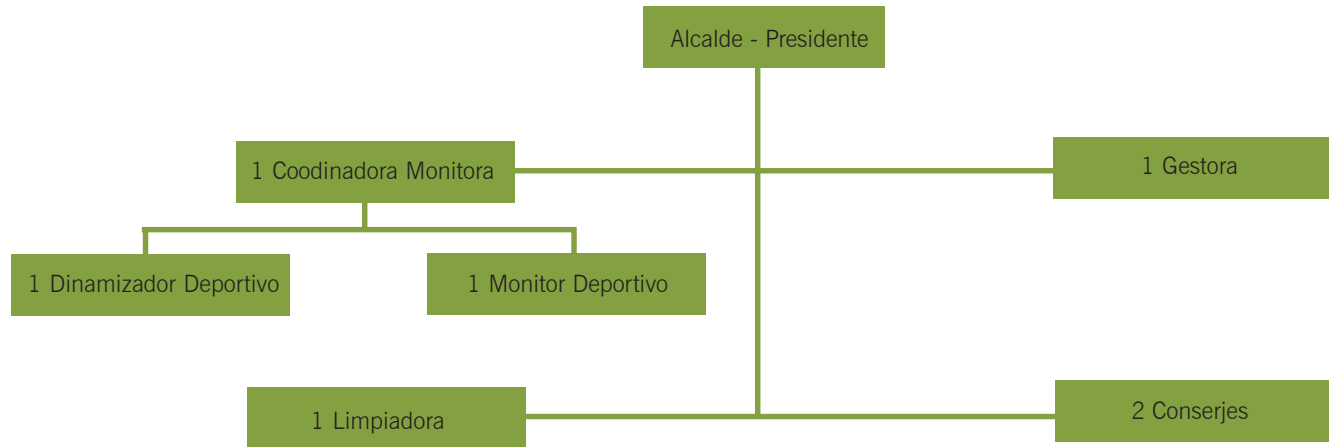 Alcalde - Presidente
1 Coodinadora Monitora
1 Gestora
1 Dinamizador Deportivo
1 Monitor Deportivo
1 Limpiadora
2 Conserjes